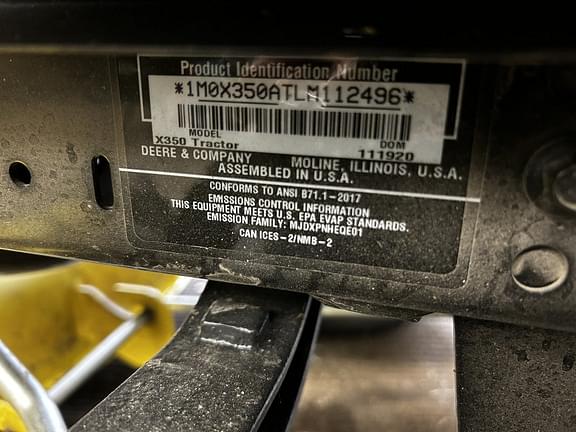 Product Identification Number
*1M0X350ATLM112496*
MODEL
X350 Tractor
DOM
111920
DEERE & COMPANY MOLINE, ILLINOIS, U.S.A.
ASSEMBLED IN U.S.A.
CONFORMS TO ANSI B71.1-2017
EMISSIONS CONTROL INFORMATION
THIS EQUIPMENT MEETS U.S. EPA EVAP STANDARDS.
EMISSION FAMILY: MJDXPNHEQE01
CAN ICES-2/NMB-2